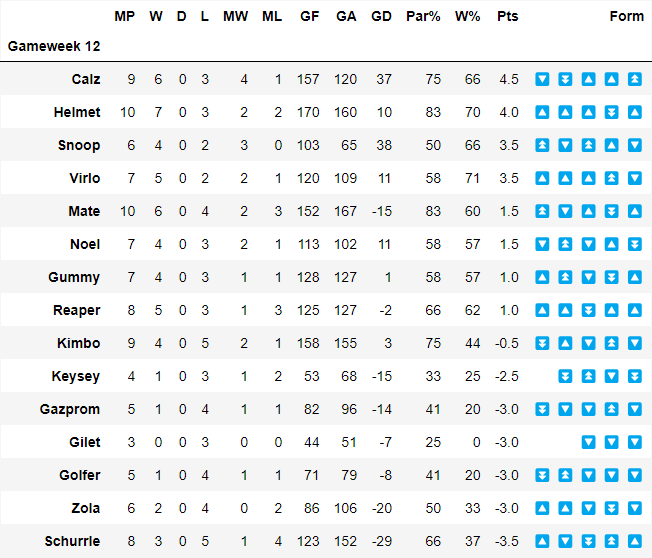 MP W D L MW ML GF GA GD Par% W% Pts Form
Gameweek 12
Calz 9 6 0 3 4 1 157 120 37 75 66 4.5 🔽 ⏬ 🔼 🔼 ⏫
Helmet 10 7 0 3 2 2 170 160 10 83 70 4.0 🔼 🔼 🔼 ⏬ 🔼
Snoop 6 4 0 2 3 0 103 65 38 50 66 3.5 ⏫ 🔽 ⏫ 🔼 🔽
Virlo 7 5 0 2 2 1 120 109 11 58 71 3.5 🔼 🔼 🔼 ⏫ 🔽
Mate 10 6 0 4 2 3 152 167 -15 83 60 1.5 ⏫ 🔽 🔼 ⏬ 🔼
Noel 7 4 0 3 2 1 113 102 11 58 57 1.5 🔽 ⏫ 🔽 🔼 ⏬
Gummy 7 4 0 3 1 1 128 127 1 58 57 1.0 🔼 ⏫ 🔽 ⏬ 🔼
Reaper 8 5 0 3 1 3 125 127 -2 66 62 1.0 🔼 🔼 ⏬ 🔼 🔼
Kimbo 9 4 0 5 2 1 158 155 3 75 44 -0.5 ⏬ 🔼 🔽 ⏫ 🔽
Keysey 4 1 0 3 1 2 53 68 -15 33 25 -2.5 ⏬ ⏫ 🔽 ⏬
Gazprom 5 1 0 4 1 1 82 96 -14 41 20 -3.0 ⏬ 🔽 🔽 ⏫ 🔽
Gilet 3 0 0 3 0 0 44 51 -7 25 0 -3.0 🔽 🔽 🔽
Golfer 5 1 0 4 1 1 71 79 -8 41 20 -3.0 ⏬ ⏫ 🔽 🔽 🔽
Zola 6 2 0 4 0 2 86 106 -20 50 33 -3.0 🔼 🔼 🔽 ⏬ 🔽
Schurrle 8 3 0 5 1 4 123 152 -29 66 37 -3.5 🔼 🔽 ⏬ ⏫ 🔼